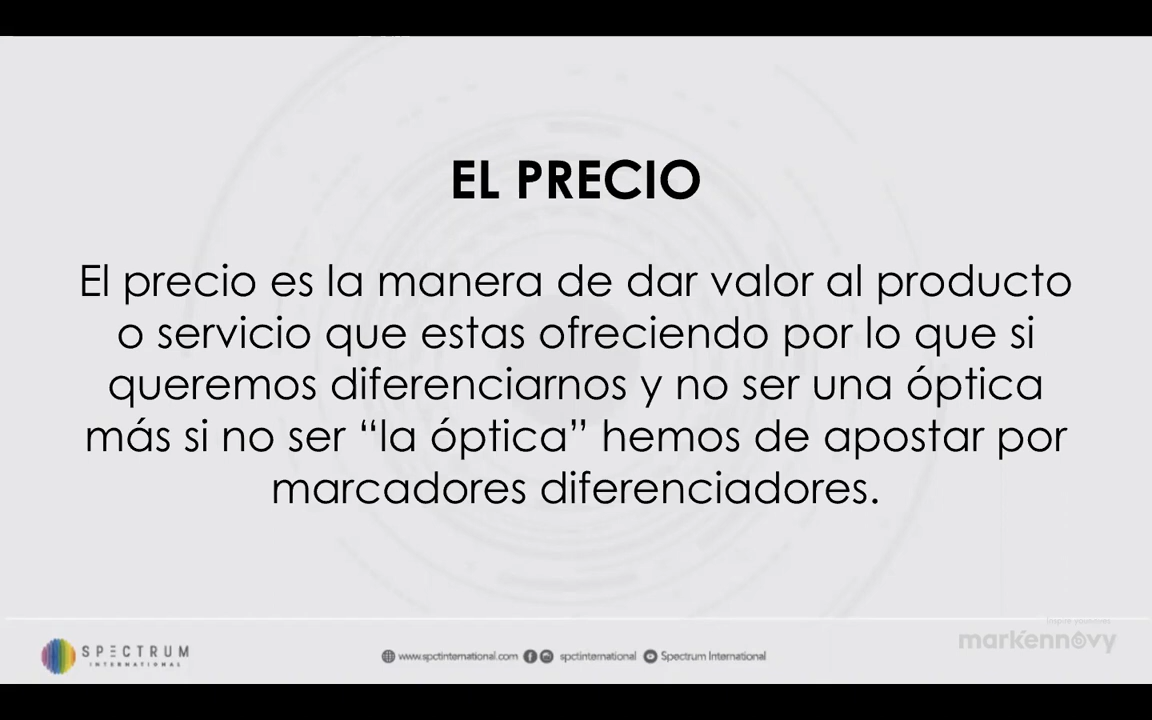 EL PRECIO
El precio es la manera de dar valor al producto
o servicio que estas ofreciendo por lo que si
queremos diferenciarnos y no ser una óptica
más si no ser “la óptica” hemos de apostar por
marcadores diferenciadores.
SPECTRUM
INTERNATIONAL
www.spctinternational.com spctinternational Spectrum International
markennovy